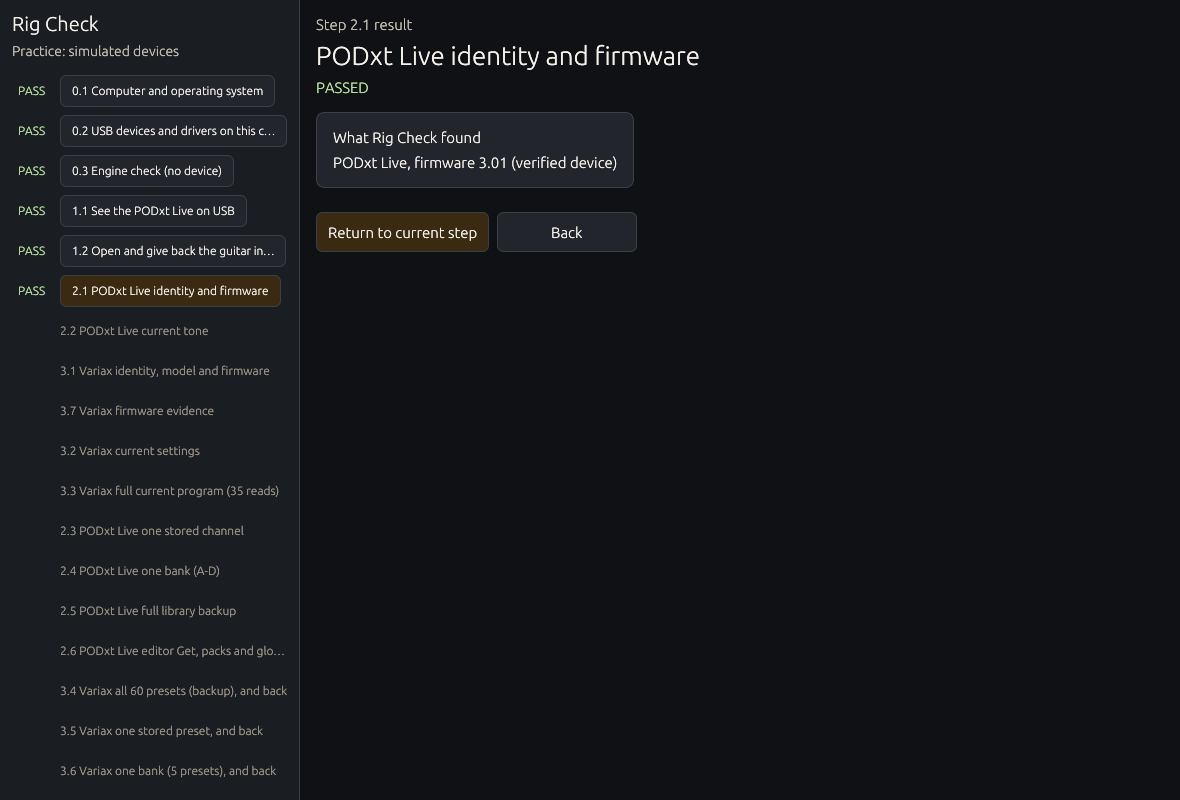 Rig Check
Practice: simulated devices
PASS 0.1 Computer and operating system
PASS 0.2 USB devices and drivers on this c...
PASS 0.3 Engine check (no device)
PASS 1.1 See the PODxt Live on USB
PASS 1.2 Open and give back the guitar in...
PASS 2.1 PODxt Live identity and firmware
2.2 PODxt Live current tone
3.1 Variax identity, model and firmware
3.7 Variax firmware evidence
3.2 Variax current settings
3.3 Variax full current program (35 reads)
2.3 PODxt Live one stored channel
2.4 PODxt Live one bank (A-D)
2.5 PODxt Live full library backup
2.6 PODxt Live editor Get, packs and glo...
3.4 Variax all 60 presets (backup), and back
3.5 Variax one stored preset, and back
3.6 Variax one bank (5 presets), and back
Step 2.1 result
PODxt Live identity and firmware
PASSED
What Rig Check found
PODxt Live, firmware 3.01 (verified device)
Return to current step
Back